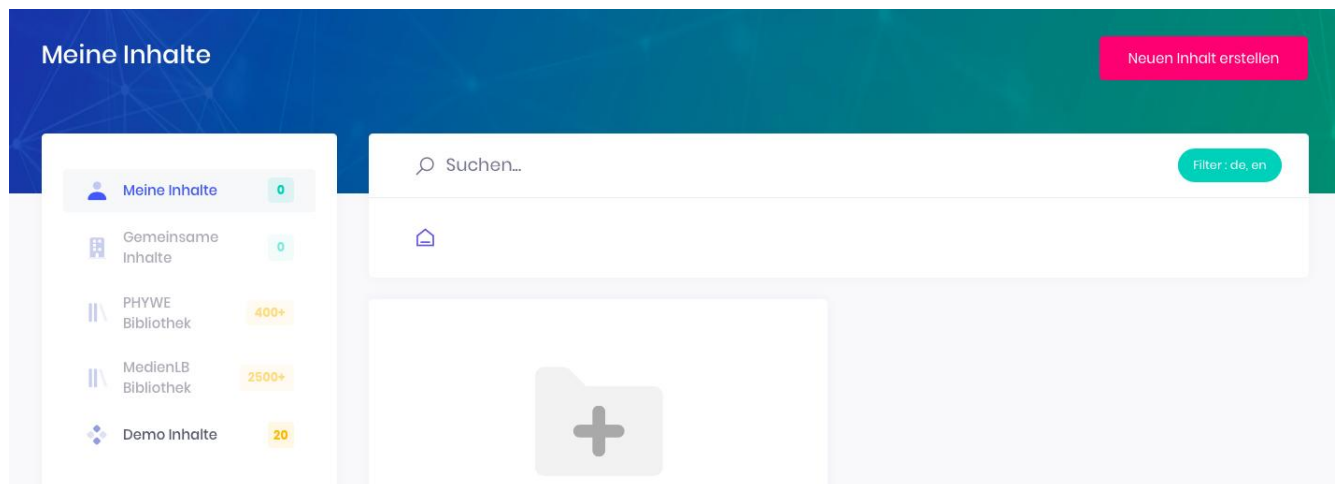 Meine Inhalte
Neuen Inhalt erstellen
Meine Inhalte 0
Gemeinsame
Inhalte 0
PHYWE
Bibliothek 400+
MedienLB
Bibliothek 2500+
Demo Inhalte 20
Suchen...
Filter : de, en